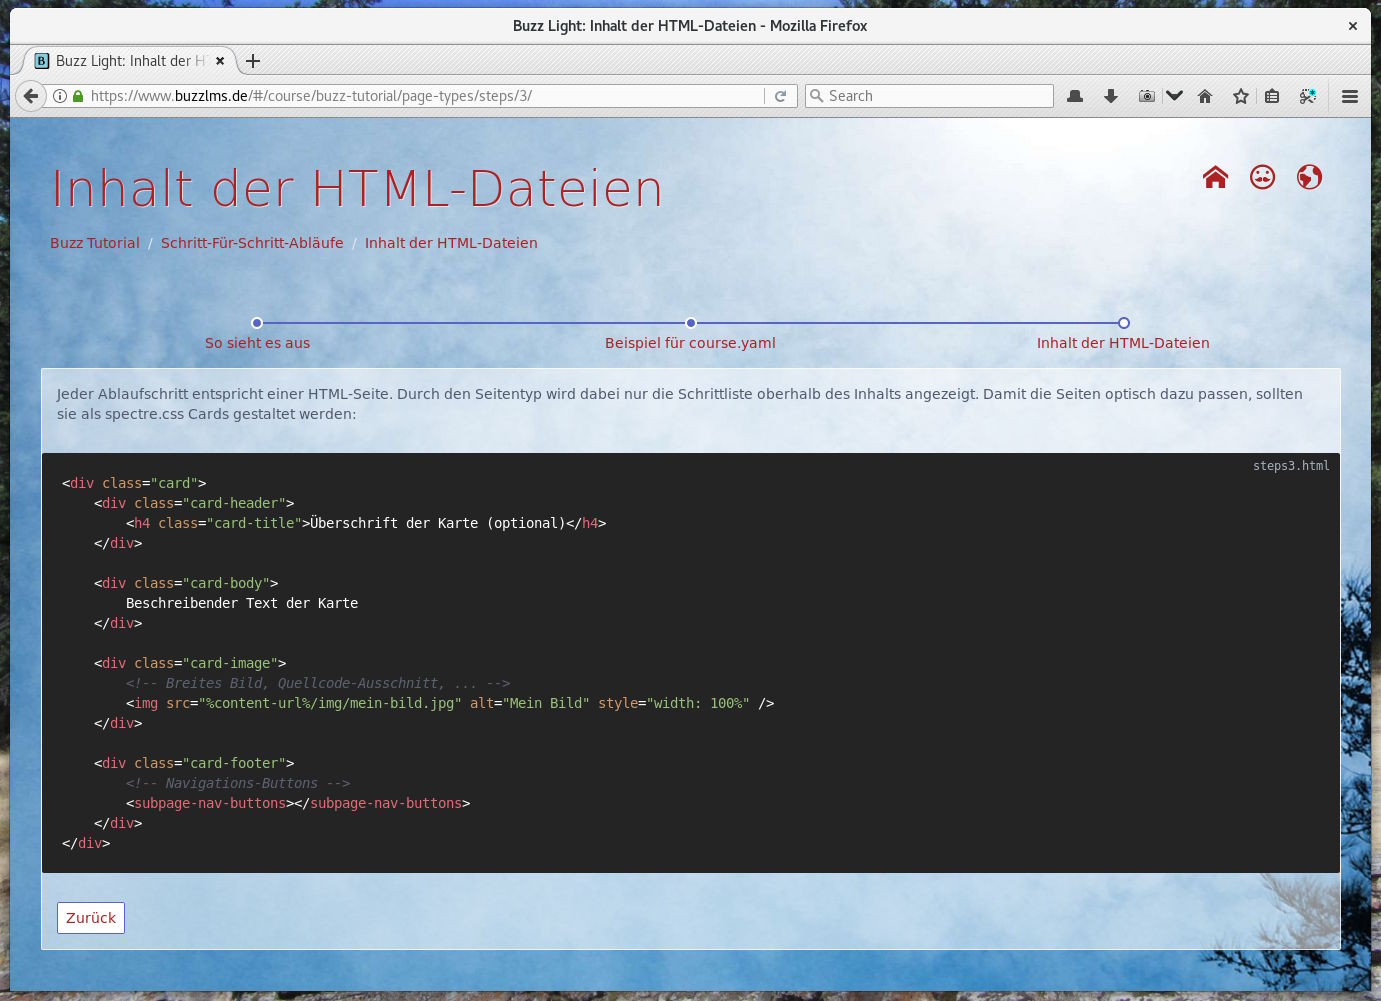 Buzz Light: Inhalt der HTML-Dateien - Mozilla Firefox
B Buzz Light: Inhalt der HT
https://www.buzzlms.de/#/course/buzz-tutorial/page-types/steps/3/
Search
Inhalt der HTML-Dateien
Buzz Tutorial / Schritt-Für-Schritt-Abläufe / Inhalt der HTML-Dateien
So sieht es aus
Beispiel für course.yaml
Inhalt der HTML-Dateien
Jeder Ablaufschritt entspricht einer HTML-Seite. Durch den Seitentyp wird dabei nur die Schrittliste oberhalb des Inhalts angezeigt. Damit die Seiten optisch dazu passen, sollten
sie als spectre.css Cards gestaltet werden:
steps3.html
<div class="card">
    <div class="card-header">
        <h4 class="card-title">Überschrift der Karte (optional)</h4>
    </div>
    <div class="card-body">
        Beschreibender Text der Karte
    </div>
    <div class="card-image">
        <!-- Breites Bild, Quellcode-Ausschnitt, ... -->
        <img src="%content-url%/img/mein-bild.jpg" alt="Mein Bild" style="width: 100%" />
    </div>
    <div class="card-footer">
        <!-- Navigations-Buttons -->
        <subpage-nav-buttons></subpage-nav-buttons>
    </div>
</div>
Zurück